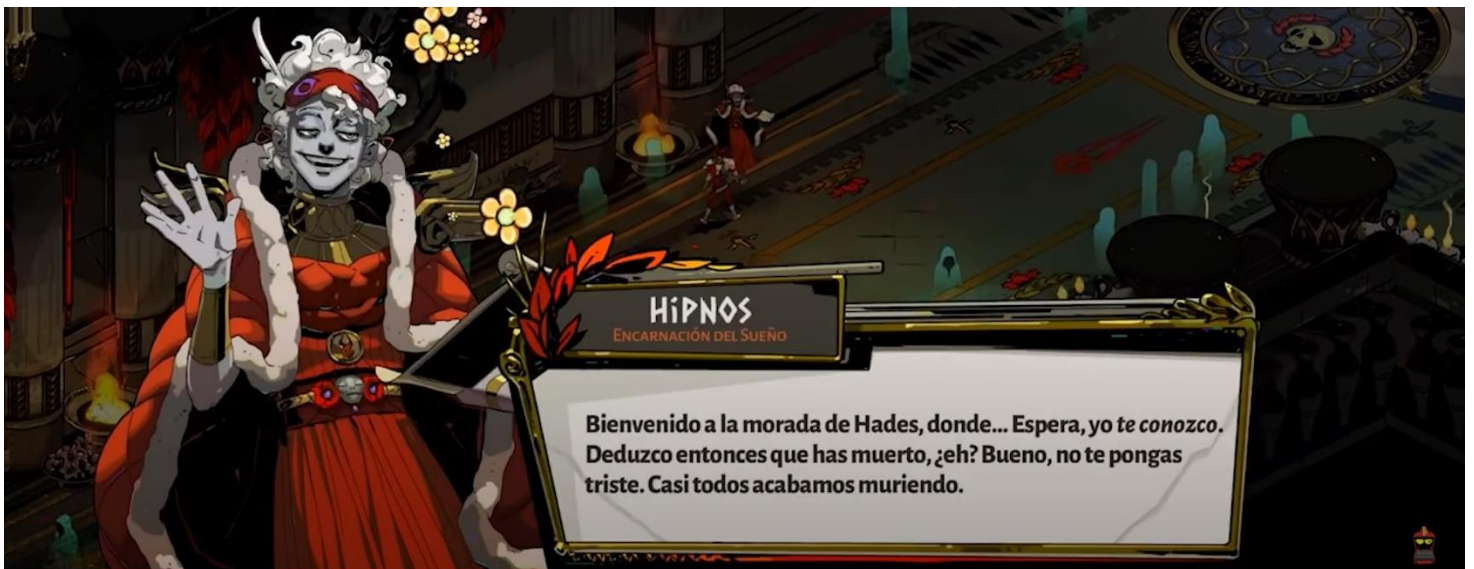 HiPNOS
ENCARNACIÓN DEL SUEÑO
Bienvenido a la morada de Hades, donde... Espera, yo te conozco.
Deduzco entonces que has muerto, ¿eh? Bueno, no te pongas
triste. Casi todos acabamos muriendo.